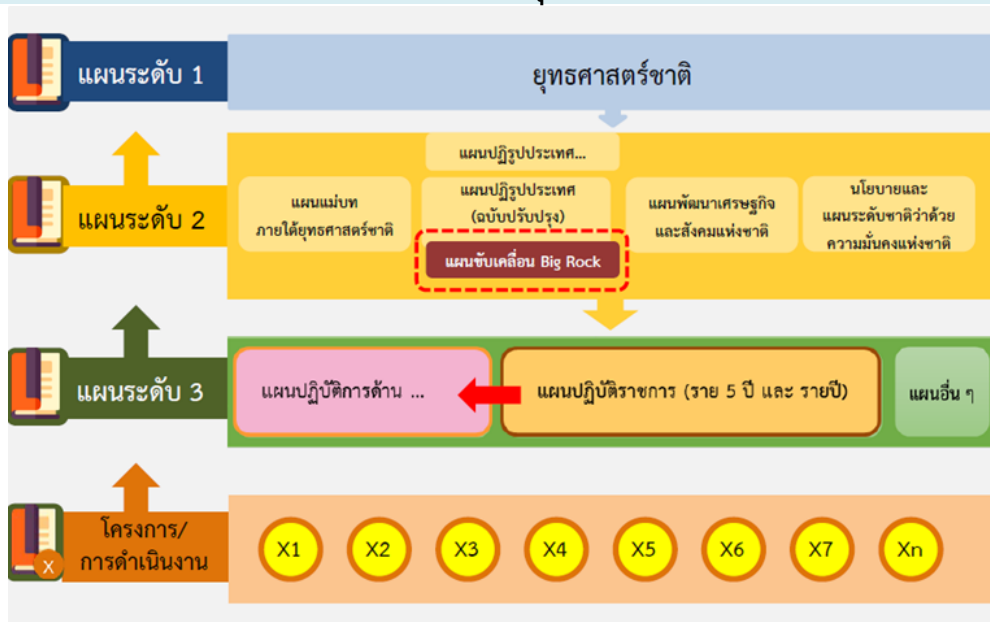 แผนระดับ 1
ยุทธศาสตร์ชาติ
แผนระดับ 2
แผนแม่บท
ภายใต้ยุทธศาสตร์ชาติ
แผนปฏิรูปประเทศ...
แผนปฏิรูปประเทศ
(ฉบับปรับปรุง)
แผนขับเคลื่อน Big Rock
แผนพัฒนาเศรษฐกิจ
และสังคมแห่งชาติ
นโยบายและ
แผนระดับชาติว่าด้วย
ความมั่นคงแห่งชาติ
แผนระดับ 3
แผนปฏิบัติการด้าน ...
แผนปฏิบัติราชการ (ราย 5 ปี และ รายปี)
แผนอื่น ๆ
X
โครงการ/
การดำเนินงาน
X1 X2 X3 X4 X5 X6 X7 Xn